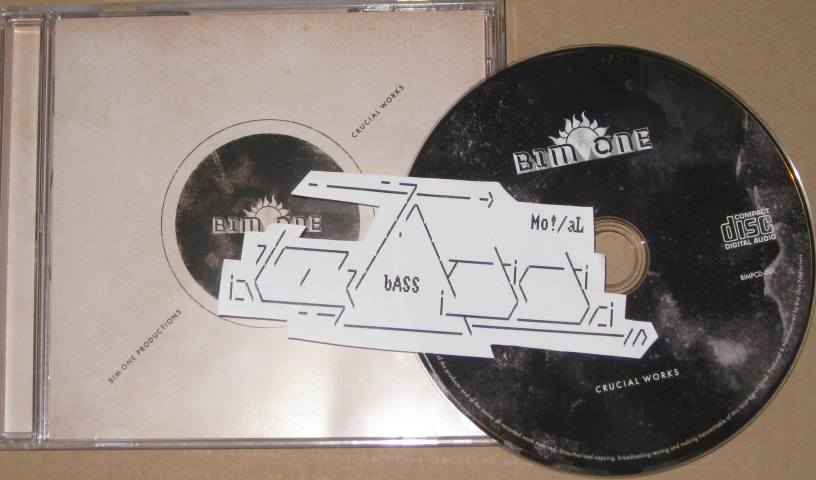 CRUCIAL WORKS
BIM ONE
BIM ONE PRODUCTIONS
Mo!/aL
bASS
BIM ONE
COMPACT
disc
DIGITAL AUDIO
BIMPCD-001
CRUCIAL WORKS